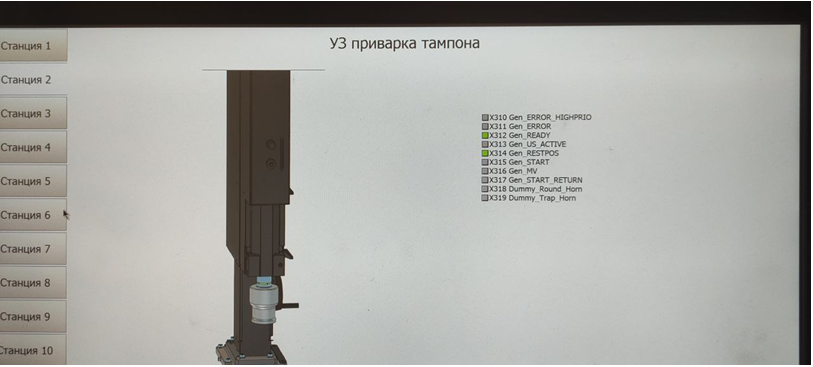 УЗ приварка тампона
Станция 1
Станция 2
Станция 3
Станция 4
Станция 5
Станция 6
Станция 7
Станция 8
Станция 9
Станция 10
X310 Gen_ERROR_HIGHPRIO
X311 Gen_ERROR
X312 Gen_READY
X313 Gen_US_ACTIVE
X314 Gen_RESTPOS
X315 Gen_START
X316 Gen_MV
X317 Gen_START_RETURN
X318 Dummy_Round_Horn
X319 Dummy_Trap_Horn